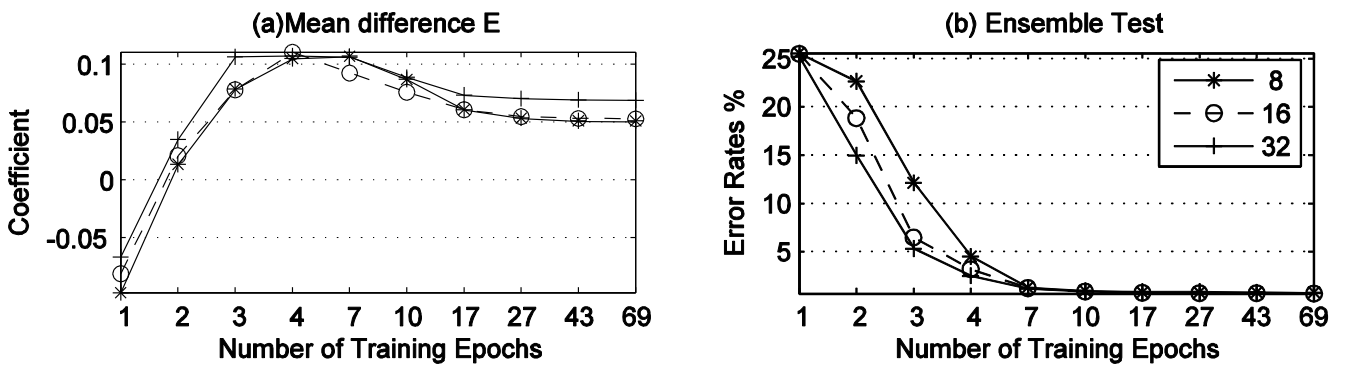 (a)Mean difference E
Coefficient
0.1
0.05
0
-0.05
1 2 3 4 7 10 17 27 43 69
Number of Training Epochs
(b) Ensemble Test
Error Rates %
25
20
15
10
5
8
16
32
1 2 3 4 7 10 17 27 43 69
Number of Training Epochs